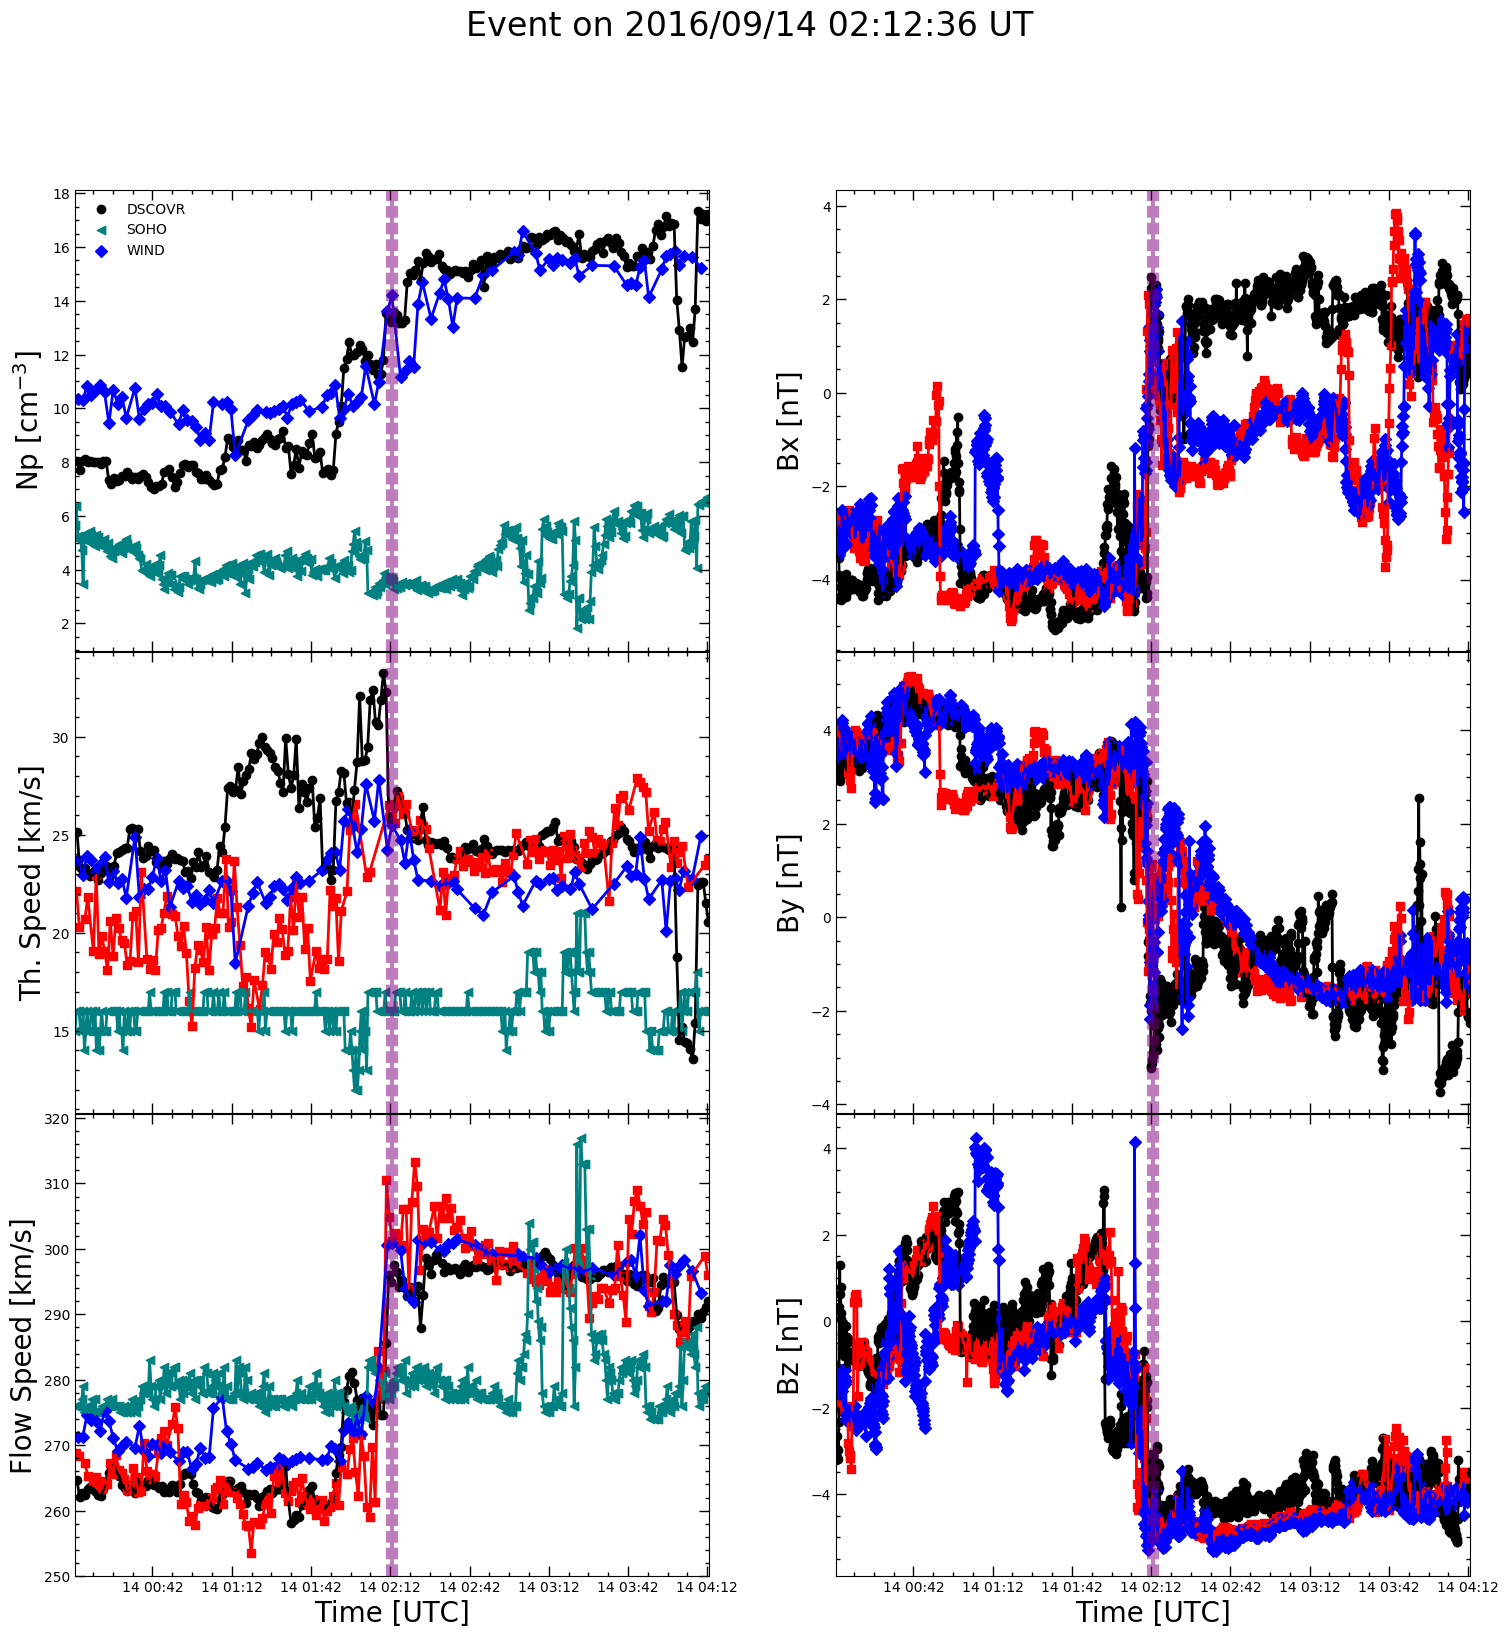 Event on 2016/09/14 02:12:36 UT
18
16
14
12
10
8
6
4
2
Np [cm⁻³]
DSCOVR
SOHO
WIND
4
2
0
−2
−4
Bx [nT]
30
25
20
15
Th. Speed [km/s]
4
2
0
−2
−4
By [nT]
320
310
300
290
280
270
260
250
Flow Speed [km/s]
14 00:42 14 01:12 14 01:42 14 02:12 14 02:42 14 03:12 14 03:42 14 04:12
Time [UTC]
4
2
0
−2
−4
Bz [nT]
14 00:42 14 01:12 14 01:42 14 02:12 14 02:42 14 03:12 14 03:42 14 04:12
Time [UTC]